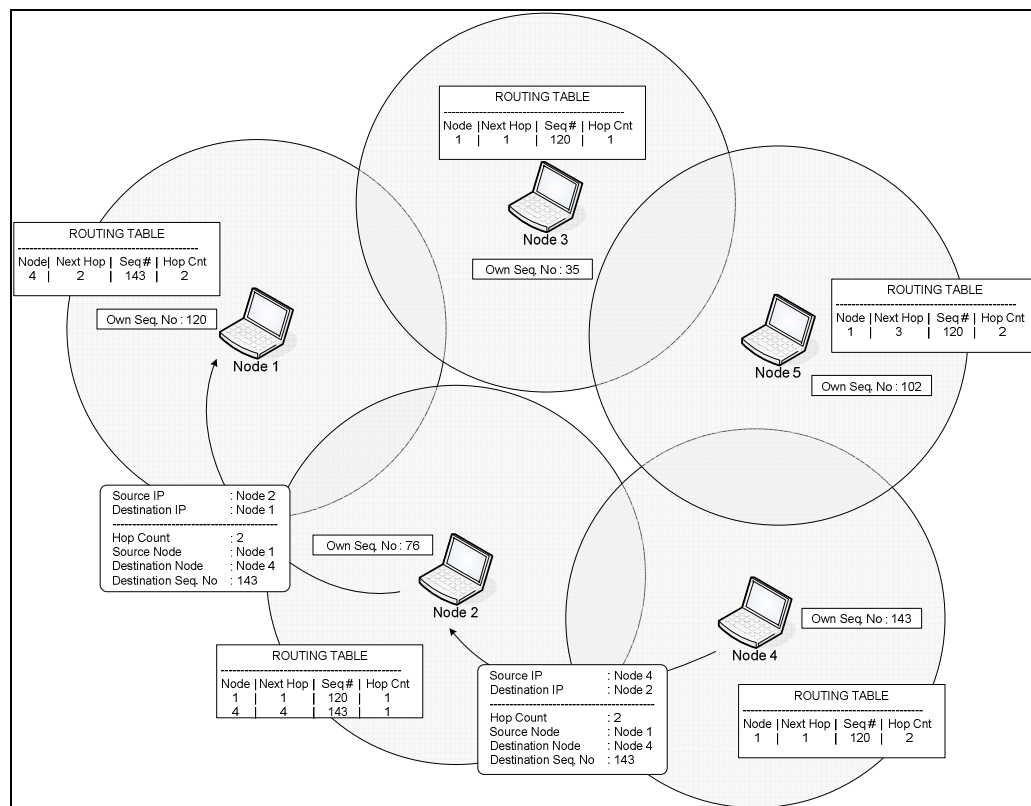 ROUTING TABLE
----------------------------------------------
Node |Next Hop | Seq # | Hop Cnt
1 | 1 | 120 | 1
Node 3
Own Seq. No : 35
ROUTING TABLE
----------------------------------------------
Node| Next Hop | Seq # | Hop Cnt
4 | 2 | 143 | 2
Own Seq. No : 120
Node 1
ROUTING TABLE
----------------------------------------------
Node |Next Hop | Seq # | Hop Cnt
1 | 3 | 120 | 2
Node 5
Own Seq. No : 102
Source IP : Node 2
Destination IP : Node 1
----------------------------------------------
Hop Count : 2
Source Node : Node 1
Destination Node : Node 4
Destination Seq. No : 143
Own Seq. No : 76
Node 2
ROUTING TABLE
----------------------------------------------
Node |Next Hop | Seq # | Hop Cnt
1 | 1 | 120 | 1
4 | 4 | 143 | 1
Own Seq. No : 143
Node 4
Source IP : Node 4
Destination IP : Node 2
----------------------------------------------
Hop Count : 2
Source Node : Node 1
Destination Node : Node 4
Destination Seq. No : 143
ROUTING TABLE
----------------------------------------------
Node |Next Hop | Seq # | Hop Cnt
1 | 1 | 120 | 2